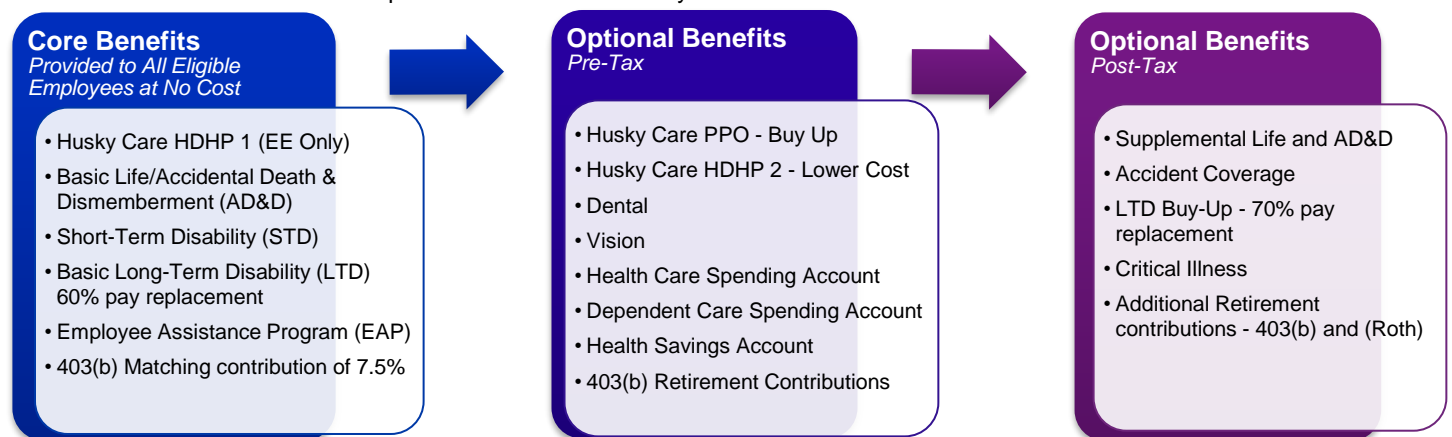 Core Benefits
Provided to All Eligible
Employees at No Cost
• Husky Care HDHP 1 (EE Only)
• Basic Life/Accidental Death &
Dismemberment (AD&D)
• Short-Term Disability (STD)
• Basic Long-Term Disability (LTD)
60% pay replacement
• Employee Assistance Program (EAP)
• 403(b) Matching contribution of 7.5%
Optional Benefits
Pre-Tax
• Husky Care PPO - Buy Up
• Husky Care HDHP 2 - Lower Cost
• Dental
• Vision
• Health Care Spending Account
• Dependent Care Spending Account
• Health Savings Account
• 403(b) Retirement Contributions
Optional Benefits
Post-Tax
• Supplemental Life and AD&D
• Accident Coverage
• LTD Buy-Up - 70% pay
replacement
• Critical Illness
• Additional Retirement
contributions - 403(b) and (Roth)